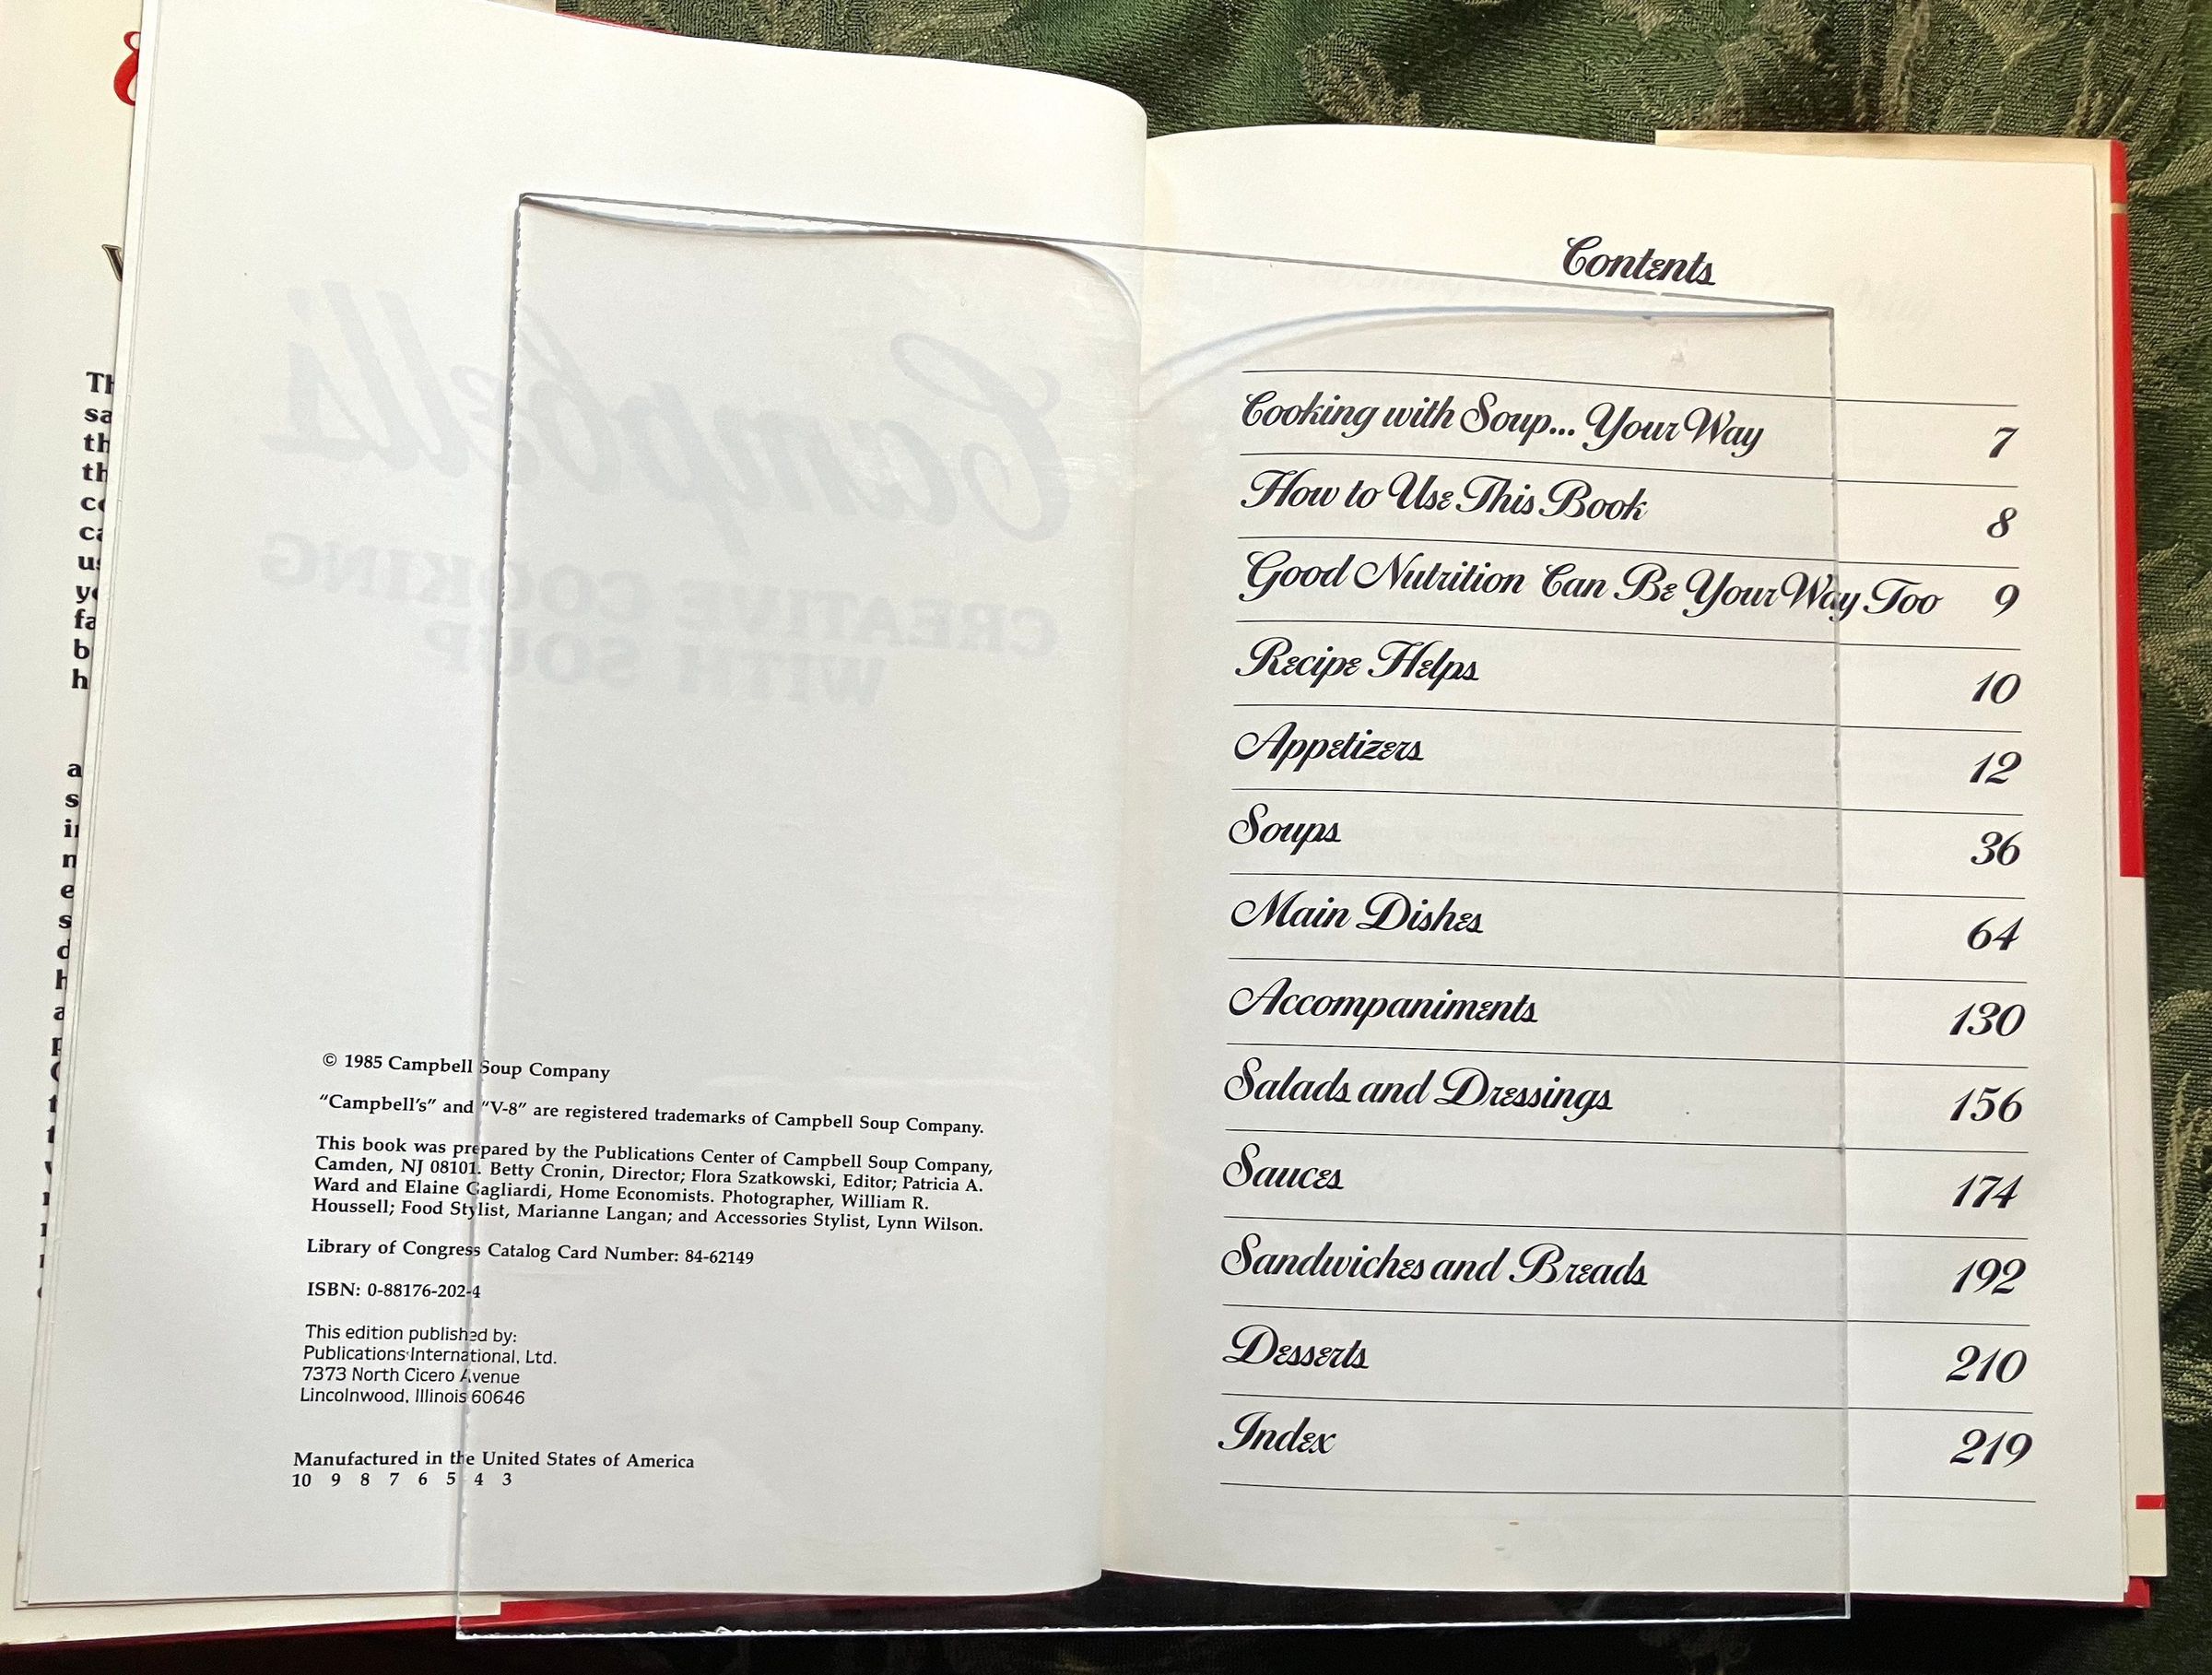 © 1985 Campbell Soup Company
"Campbell's" and "V-8" are registered trademarks of Campbell Soup Company.
This book was prepared by the Publications Center of Campbell Soup Company,
Camden, NJ 08101. Betty Cronin, Director; Flora Szatkowski, Editor; Patricia A.
Ward and Elaine Gagliardi, Home Economists. Photographer, William R.
Houssell; Food Stylist, Marianne Langan; and Accessories Stylist, Lynn Wilson.
Library of Congress Catalog Card Number: 84-62149
ISBN: 0-88176-202-4
This edition published by:
Publications International, Ltd.
7373 North Cicero Avenue
Lincolnwood, Illinois 60646
Manufactured in the United States of America
10 9 8 7 6 5 4 3
Campbell's
CREATIVE COOKING
WITH SOUP
Contents
Cooking with Soup... Your Way 7
How to Use This Book 8
Good Nutrition Can Be Your Way Too 9
Recipe Helps 10
Appetizers 12
Soups 36
Main Dishes 64
Accompaniments 130
Salads and Dressings 156
Sauces 174
Sandwiches and Breads 192
Desserts 210
Index 219